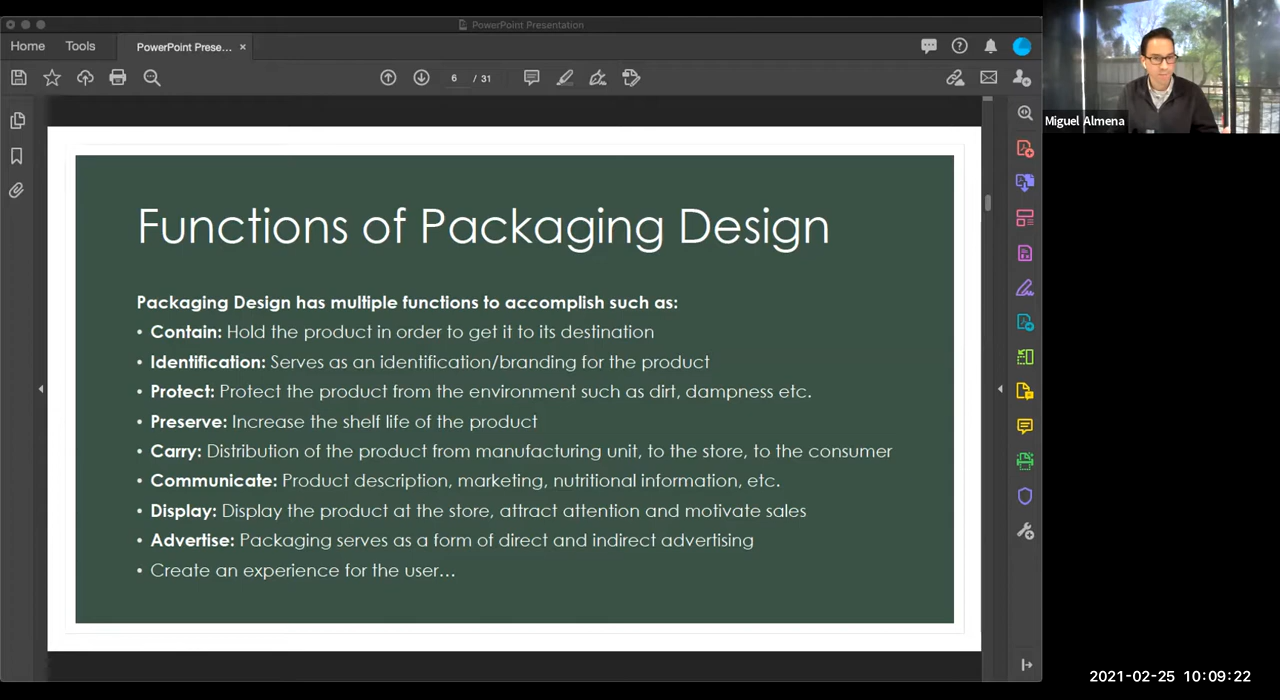 PowerPoint Presentation
Home
Tools
PowerPoint Prese... ×
6 / 31
Miguel Almena
Functions of Packaging Design
Packaging Design has multiple functions to accomplish such as:
• Contain: Hold the product in order to get it to its destination
• Identification: Serves as an identification/branding for the product
• Protect: Protect the product from the environment such as dirt, dampness etc.
• Preserve: Increase the shelf life of the product
• Carry: Distribution of the product from manufacturing unit, to the store, to the consumer
• Communicate: Product description, marketing, nutritional information, etc.
• Display: Display the product at the store, attract attention and motivate sales
• Advertise: Packaging serves as a form of direct and indirect advertising
• Create an experience for the user...
2021-02-25 10:09:22